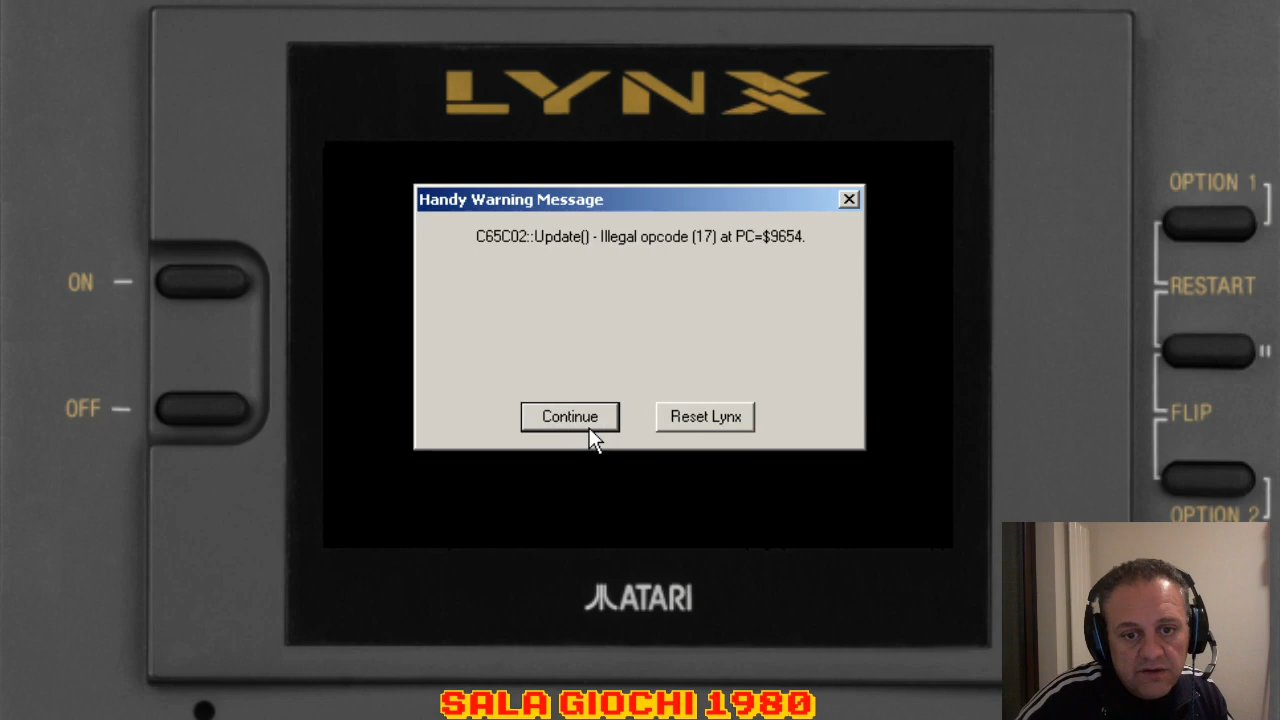 LYNX
Handy Warning Message
C65C02::Update() - Illegal opcode (17) at PC=$9654.
Continue
Reset Lynx
ON
OFF
OPTION 1
RESTART
FLIP
OPTION 2
ATARI
SALA GIOCHI 1980